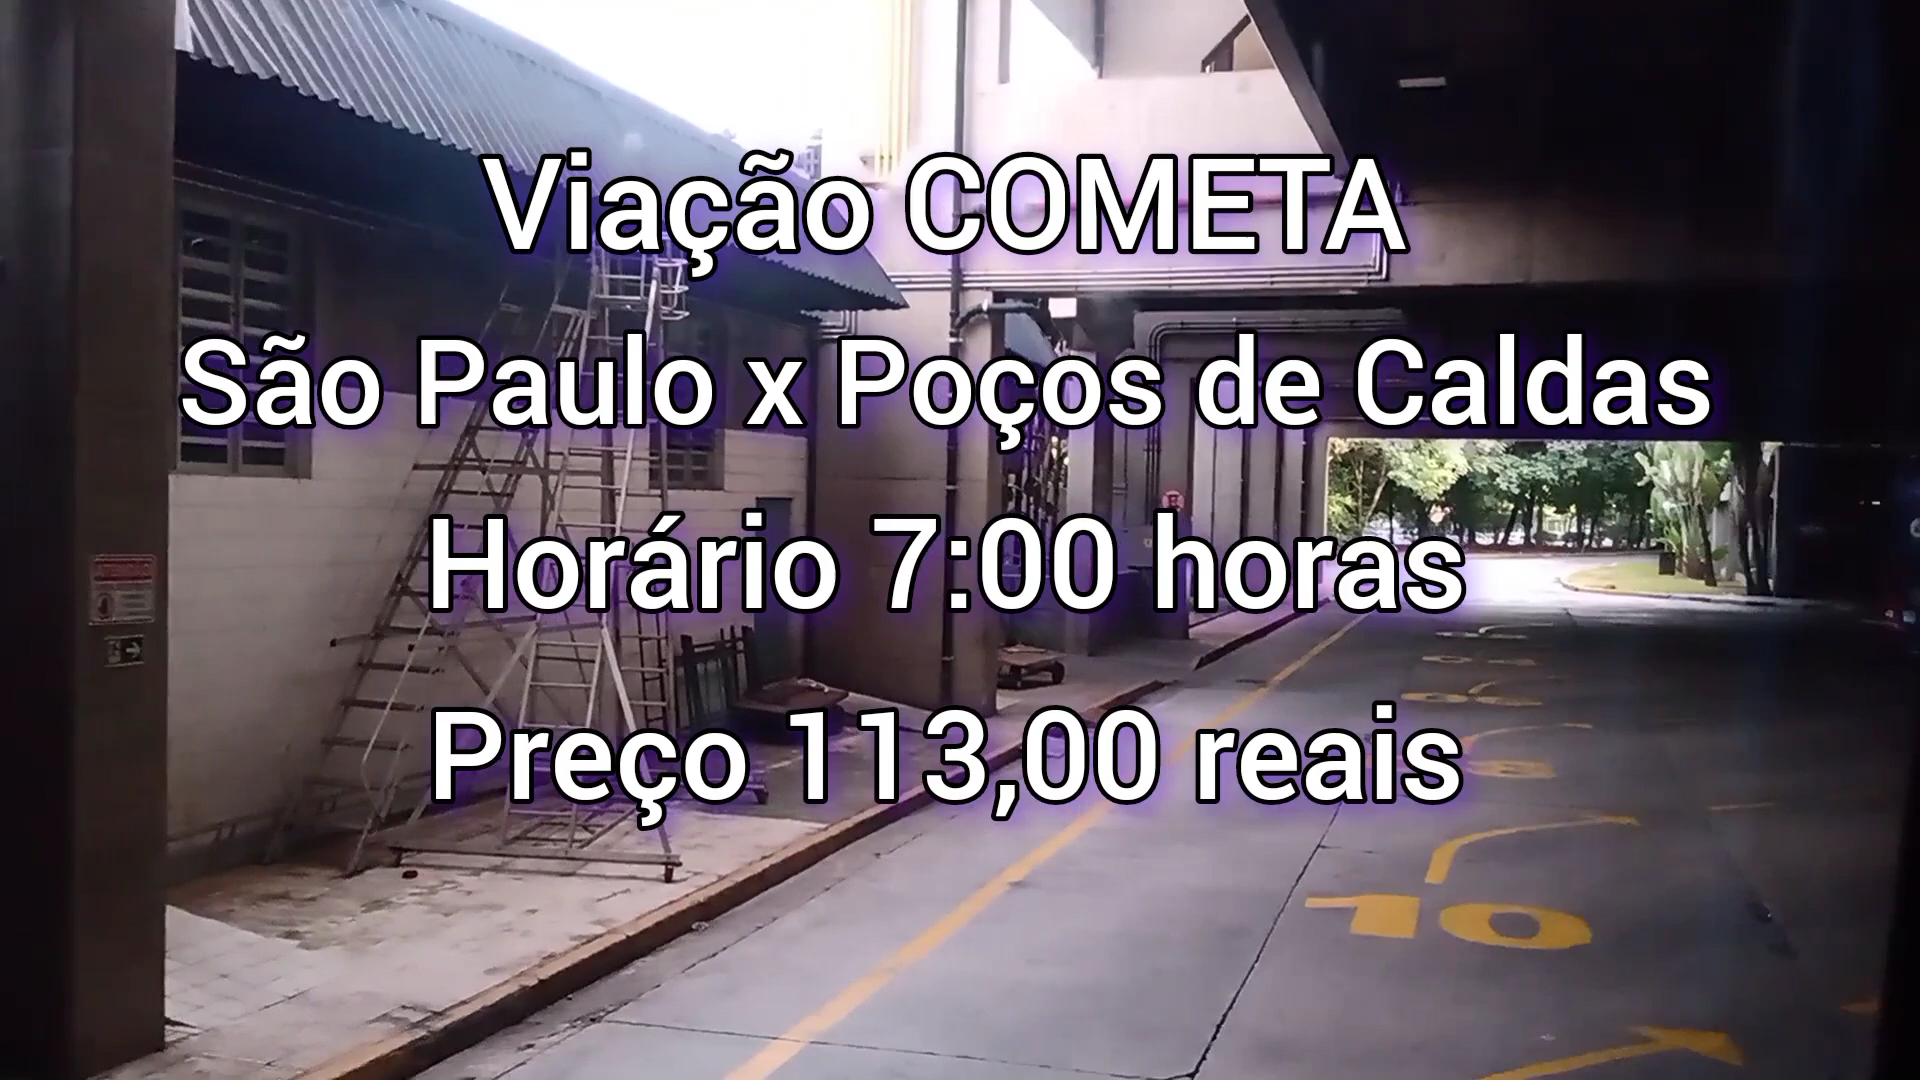 Viação COMETA
São Paulo x Poços de Caldas
Horário 7:00 horas
Preço 113,00 reais
10